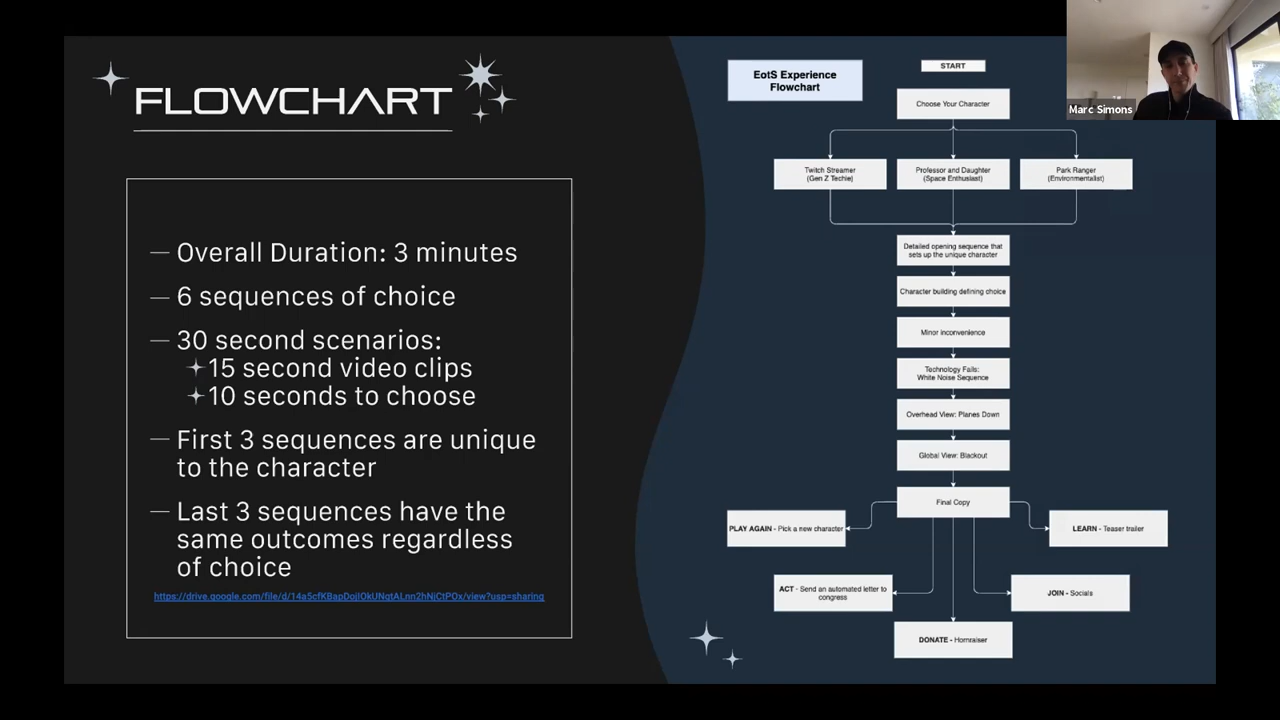 FLOWCHART
— Overall Duration: 3 minutes
— 6 sequences of choice
— 30 second scenarios:
15 second video clips
10 seconds to choose
— First 3 sequences are unique
to the character
— Last 3 sequences have the
same outcomes regardless
of choice
https://drive.google.com/file/d/14a5cfKBapDojlOkUNgtALnn2hNjCtPOx/view?usp=sharing
EotS Experience
Flowchart
START
Choose Your Character
Twitch Streamer
(Gen Z Techie)
Professor and Daughter
(Space Enthusiast)
Park Ranger
(Environmentalist)
Detailed opening sequence that
sets up the unique character
Character building defining choice
Minor inconvenience
Technology Fails:
White Noise Sequence
Overhead View: Planes Down
Global View: Blackout
Final Copy
PLAY AGAIN - Pick a new character
LEARN - Teaser trailer
ACT - Send an automated letter to
congress
JOIN - Socials
DONATE - Hornraiser
Marc Simons